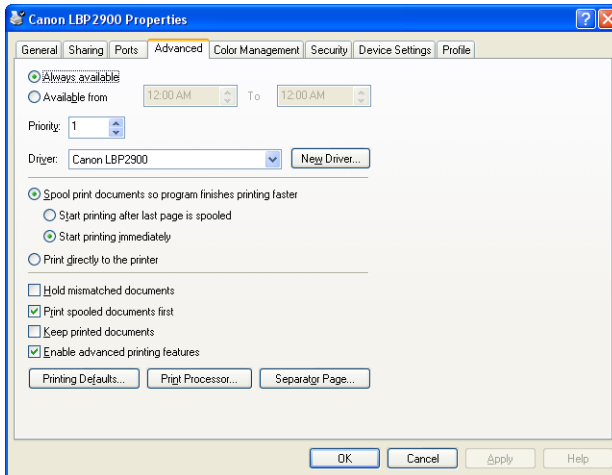 Canon LBP2900 Properties
General Sharing Ports Advanced Color Management Security Device Settings Profile
Always available
Available from 12:00 AM To 12:00 AM
Priority: 1
Driver: Canon LBP2900 New Driver...
Spool print documents so program finishes printing faster
Start printing after last page is spooled
Start printing immediately
Print directly to the printer
Hold mismatched documents
Print spooled documents first
Keep printed documents
Enable advanced printing features
Printing Defaults... Print Processor... Separator Page...
OK Cancel Apply Help